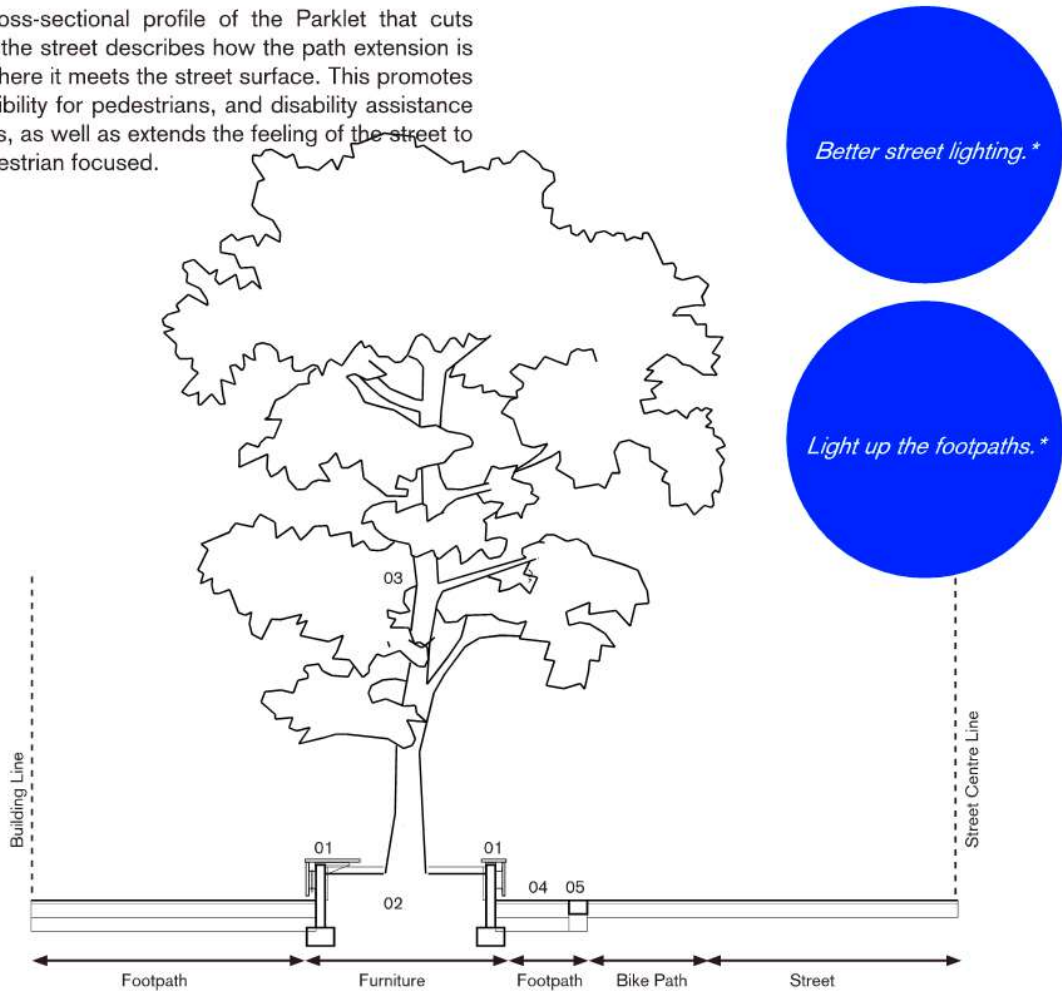 oss-sectional profile of the Parklet that cuts
the street describes how the path extension is
here it meets the street surface. This promotes
ibility for pedestrians, and disability assistance
s, as well as extends the feeling of the street to
estrian focused.
Better street lighting.*
Light up the footpaths.*
03
Building Line
Street Centre Line
01
01
02
04
05
Footpath
Furniture
Footpath
Bike Path
Street